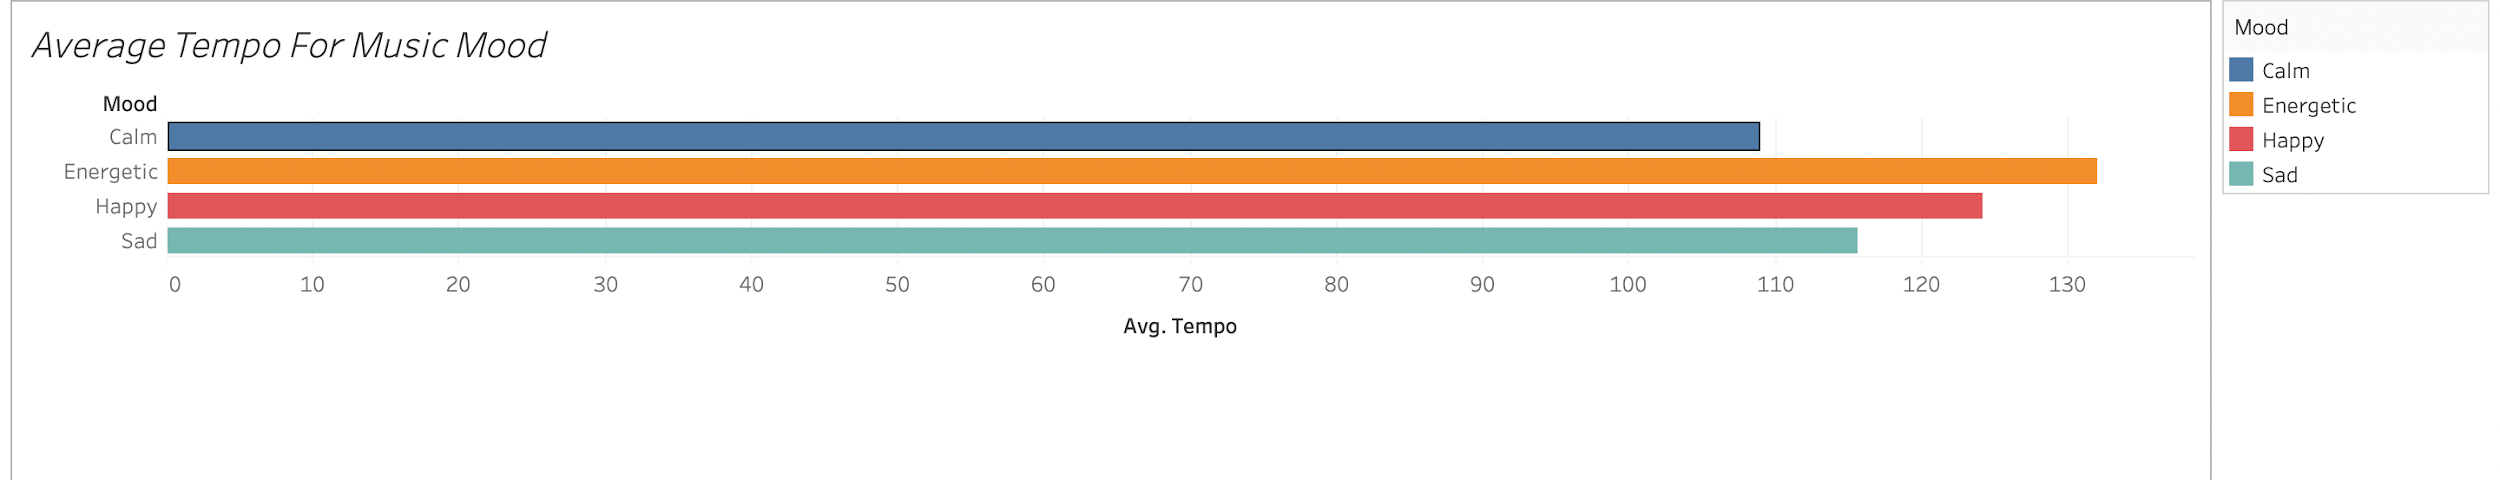 Average Tempo For Music Mood
Mood
Calm
Energetic
Happy
Sad
0 10 20 30 40 50 60 70 80 90 100 110 120 130
Avg. Tempo
Mood
Calm
Energetic
Happy
Sad